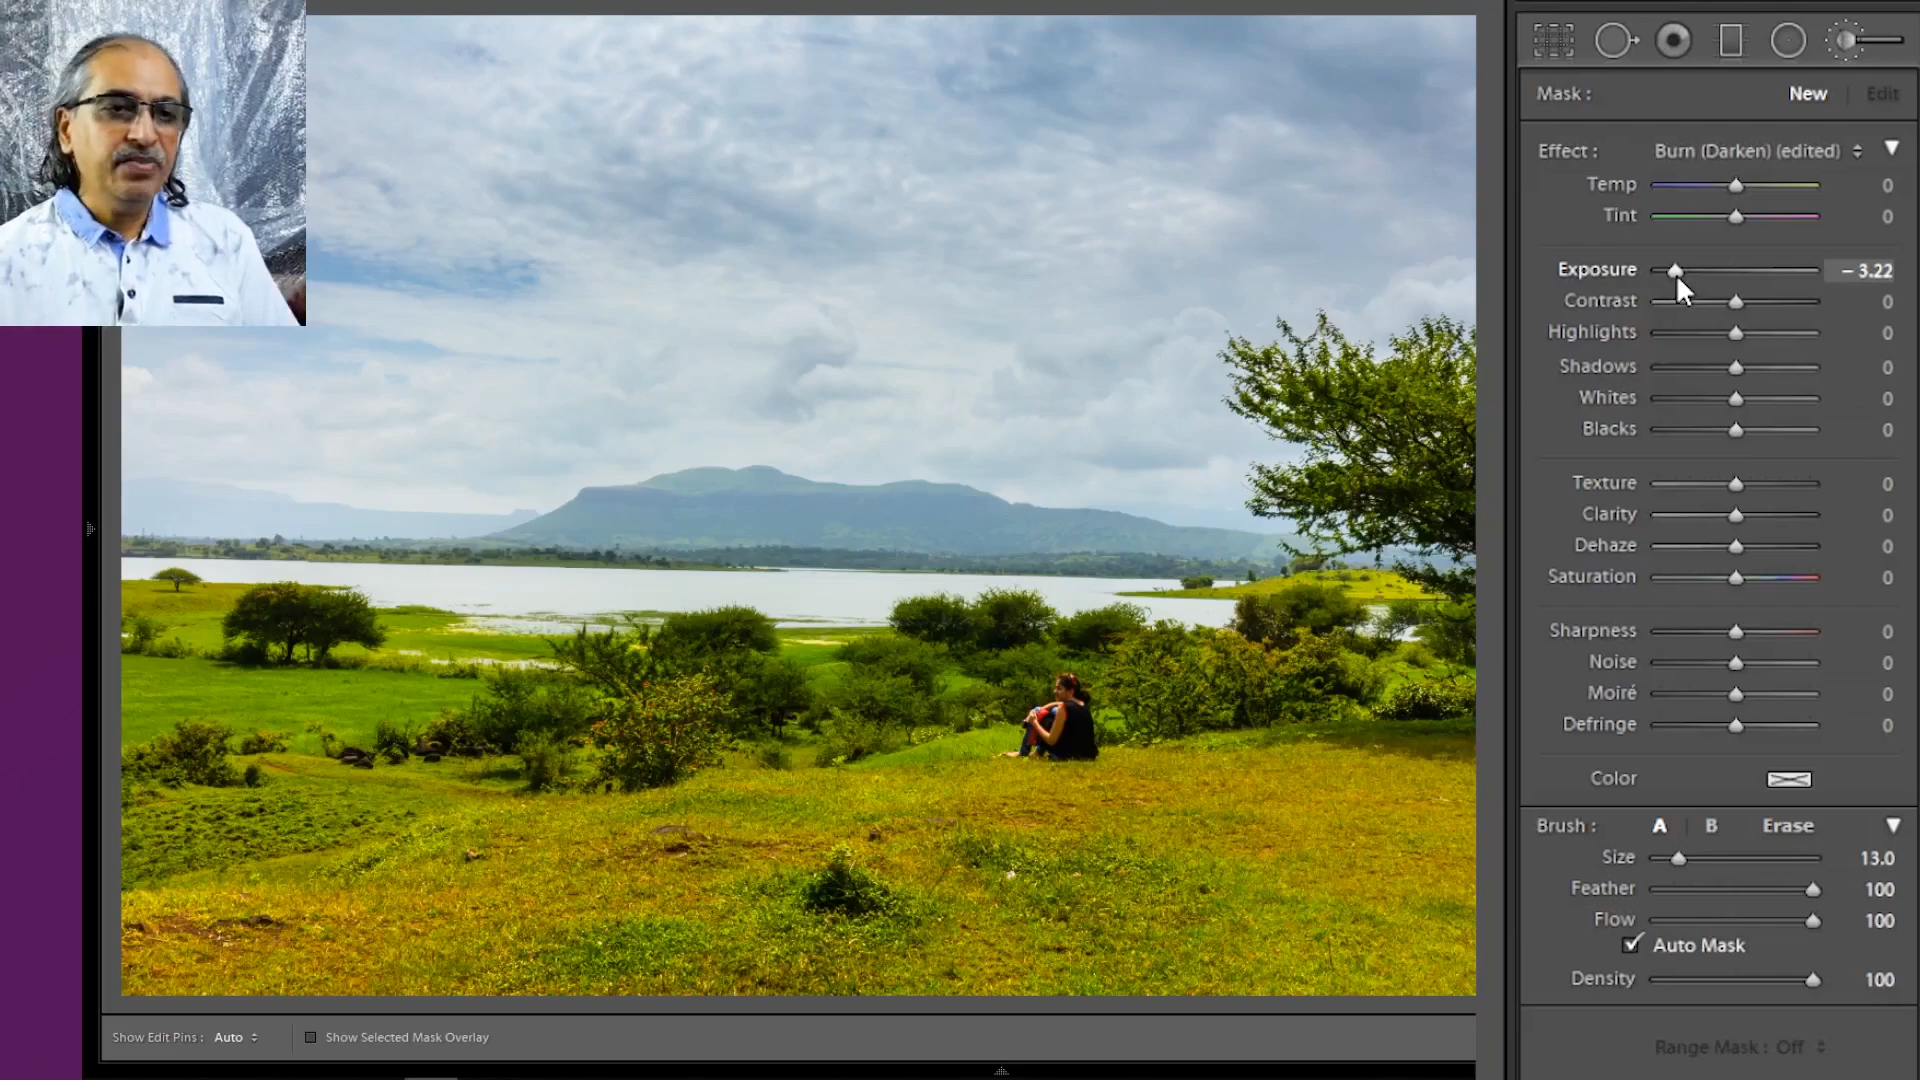 Mask : New Edit
Effect : Burn (Darken) (edited)
Temp 0
Tint 0
Exposure – 3.22
Contrast 0
Highlights 0
Shadows 0
Whites 0
Blacks 0
Texture 0
Clarity 0
Dehaze 0
Saturation 0
Sharpness 0
Noise 0
Moiré 0
Defringe 0
Color
Brush : A B Erase
Size 13.0
Feather 100
Flow 100
Auto Mask
Density 100
Range Mask : Off
Show Edit Pins : Auto Show Selected Mask Overlay